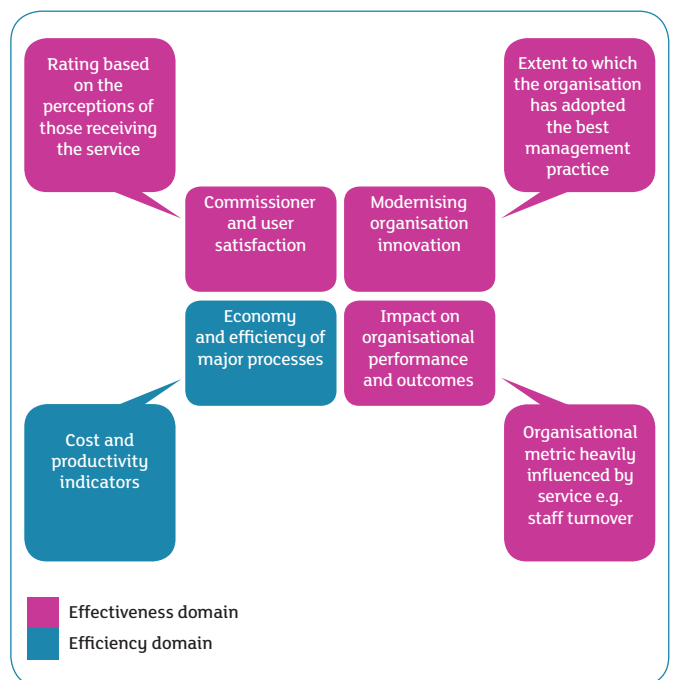 Rating based
on the
perceptions of
those receiving
the service
Extent to which
the organisation
has adopted
the best
management
practice
Commissioner
and user
satisfaction
Modernising
organisation
innovation
Economy
and efficiency of
major processes
Impact on
organisational
performance
and outcomes
Cost and
productivity
indicators
Organisational
metric heavily
influenced by
service e.g.
staff turnover
Effectiveness domain
Efficiency domain